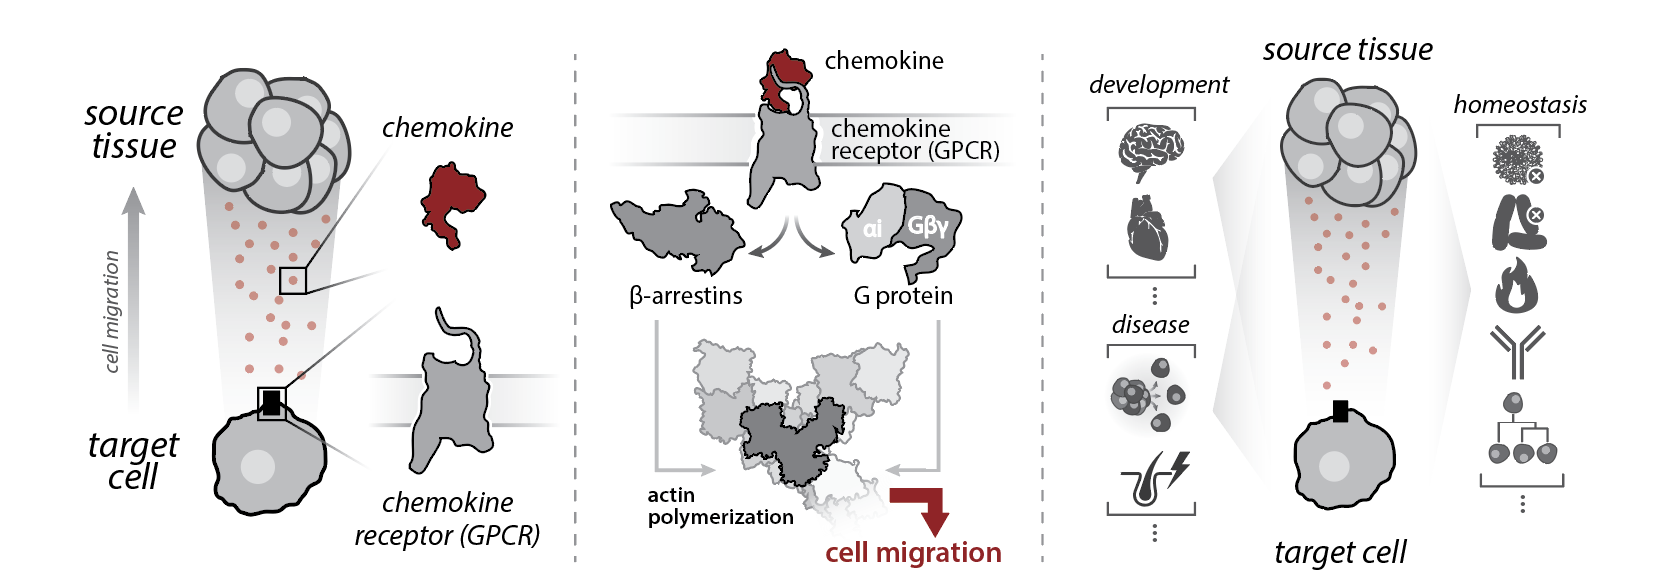 source
tissue
chemokine
cell migration
target
cell
chemokine
receptor (GPCR)
chemokine
chemokine
receptor (GPCR)
αi
Gβγ
β-arrestins
G protein
actin
polymerization
cell migration
source tissue
development
homeostasis
disease
target cell